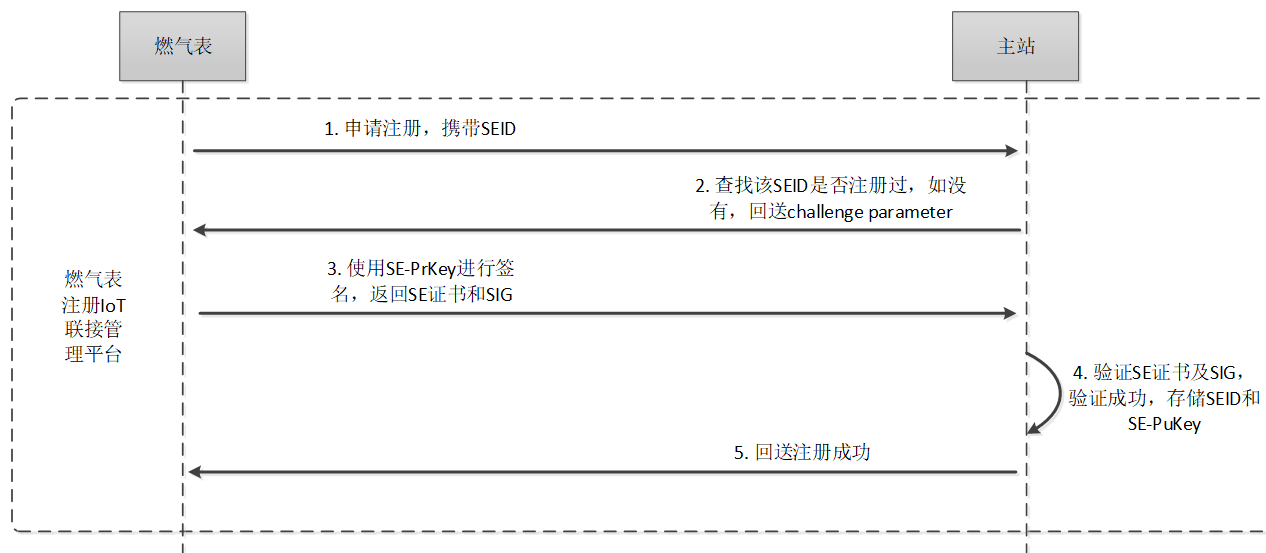 燃气表
主站
1. 申请注册，携带SEID
2. 查找该SEID是否注册过，如没
有，回送challenge parameter
3. 使用SE-PrKey进行签
名，返回SE证书和SIG
燃气表
注册IoT
联接管
理平台
4. 验证SE证书及SIG，
验证成功，存储SEID和
SE-PuKey
5. 回送注册成功